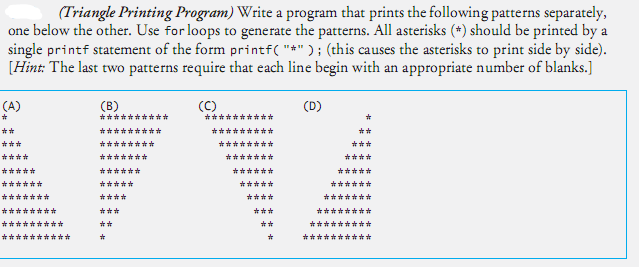 (Triangle Printing Program) Write a program that prints the following patterns separately,
one below the other. Use for loops to generate the patterns. All asterisks (*) should be printed by a
single printf statement of the form printf( "*" ); (this causes the asterisks to print side by side).
[Hint: The last two patterns require that each line begin with an appropriate number of blanks.]
(A) (B) (C) (D)
* ********** ********** *
** ********* ********* **
*** ******** ******** ***
**** ******* ******* ****
***** ****** ****** *****
****** ***** ***** ******
******* **** **** *******
******** *** *** ********
********* ** ** *********
********** * * **********